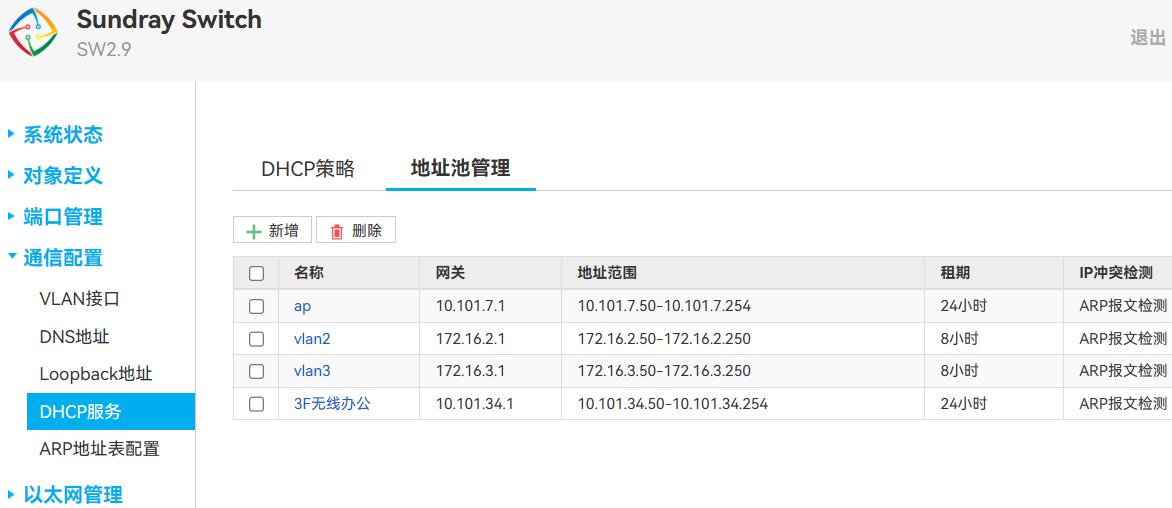 Sundray Switch
SW2.9
退出
系统状态
对象定义
端口管理
通信配置
VLAN接口
DNS地址
Loopback地址
DHCP服务
ARP地址表配置
以太网管理
DHCP策略 地址池管理
新增 删除
名称 网关 地址范围 租期 IP冲突检测
ap 10.101.7.1 10.101.7.50-10.101.7.254 24小时 ARP报文检测
vlan2 172.16.2.1 172.16.2.50-172.16.2.250 8小时 ARP报文检测
vlan3 172.16.3.1 172.16.3.50-172.16.3.250 8小时 ARP报文检测
3F无线办公 10.101.34.1 10.101.34.50-10.101.34.254 24小时 ARP报文检测